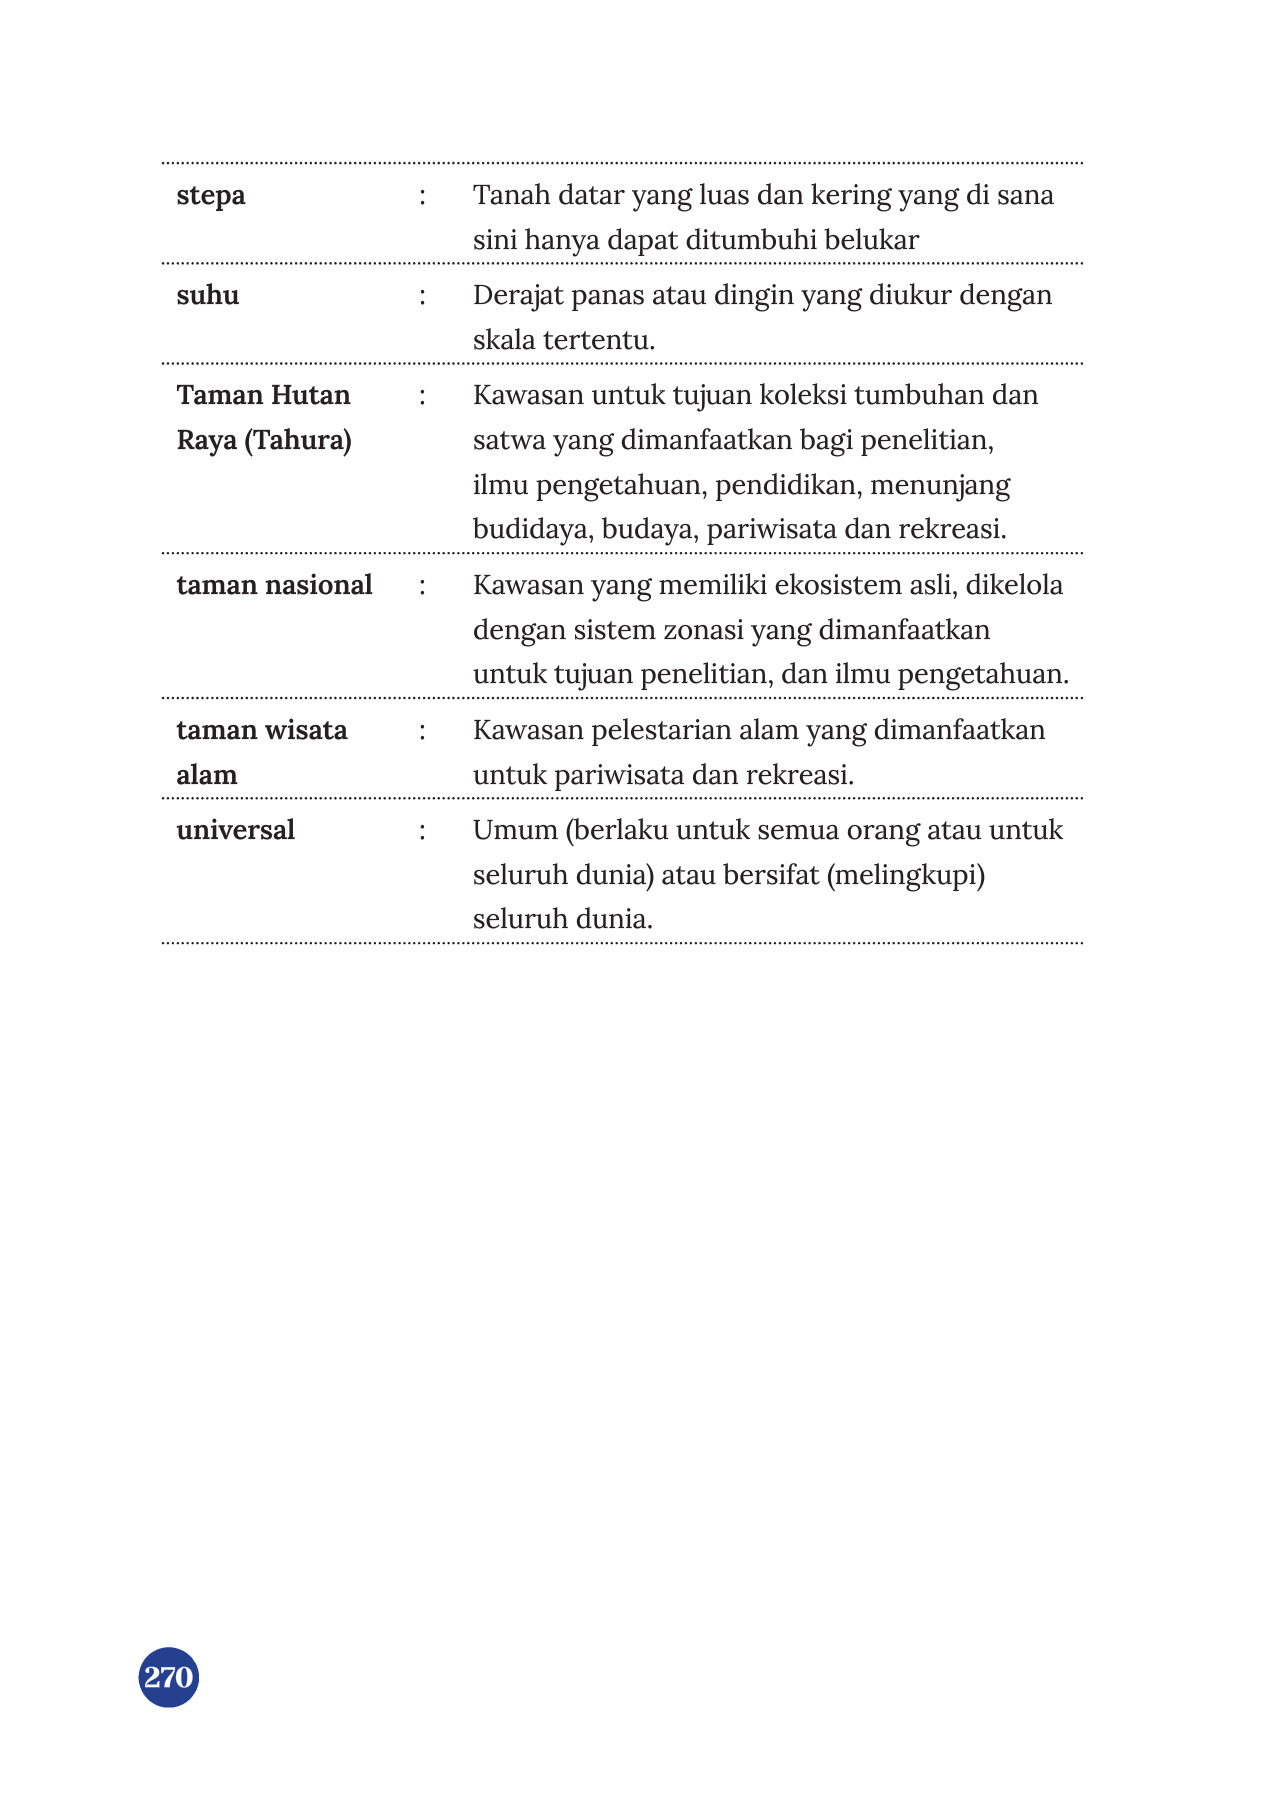 stepa : Tanah datar yang luas dan kering yang di sana
sini hanya dapat ditumbuhi belukar
suhu : Derajat panas atau dingin yang diukur dengan
skala tertentu.
Taman Hutan : Kawasan untuk tujuan koleksi tumbuhan dan
Raya (Tahura) satwa yang dimanfaatkan bagi penelitian,
ilmu pengetahuan, pendidikan, menunjang
budidaya, budaya, pariwisata dan rekreasi.
taman nasional : Kawasan yang memiliki ekosistem asli, dikelola
dengan sistem zonasi yang dimanfaatkan
untuk tujuan penelitian, dan ilmu pengetahuan.
taman wisata : Kawasan pelestarian alam yang dimanfaatkan
alam untuk pariwisata dan rekreasi.
universal : Umum (berlaku untuk semua orang atau untuk
seluruh dunia) atau bersifat (melingkupi)
seluruh dunia.
270